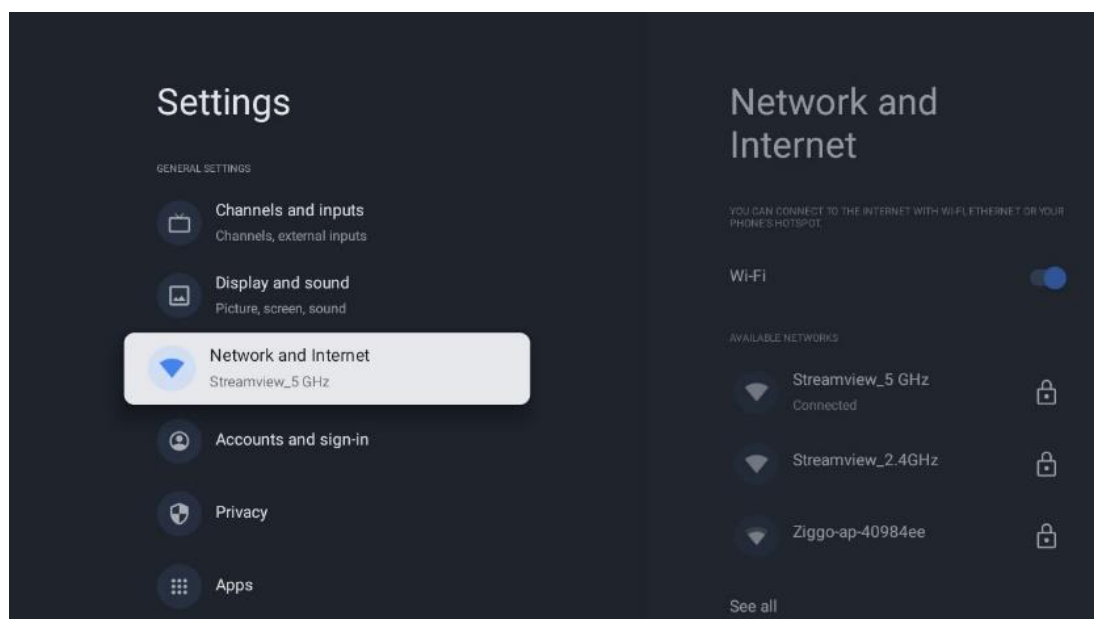 Settings
GENERAL SETTINGS
Channels and inputs
Channels, external inputs
Display and sound
Picture, screen, sound
Network and Internet
Streamview_5 GHz
Accounts and sign-in
Privacy
Apps
Network and
Internet
YOU CAN CONNECT TO THE INTERNET WITH WI-FI, ETHERNET OR YOUR
PHONE'S HOTSPOT.
Wi-Fi
AVAILABLE NETWORKS
Streamview_5 GHz
Connected
Streamview_2.4GHz
Ziggo-ap-40984ee
See all